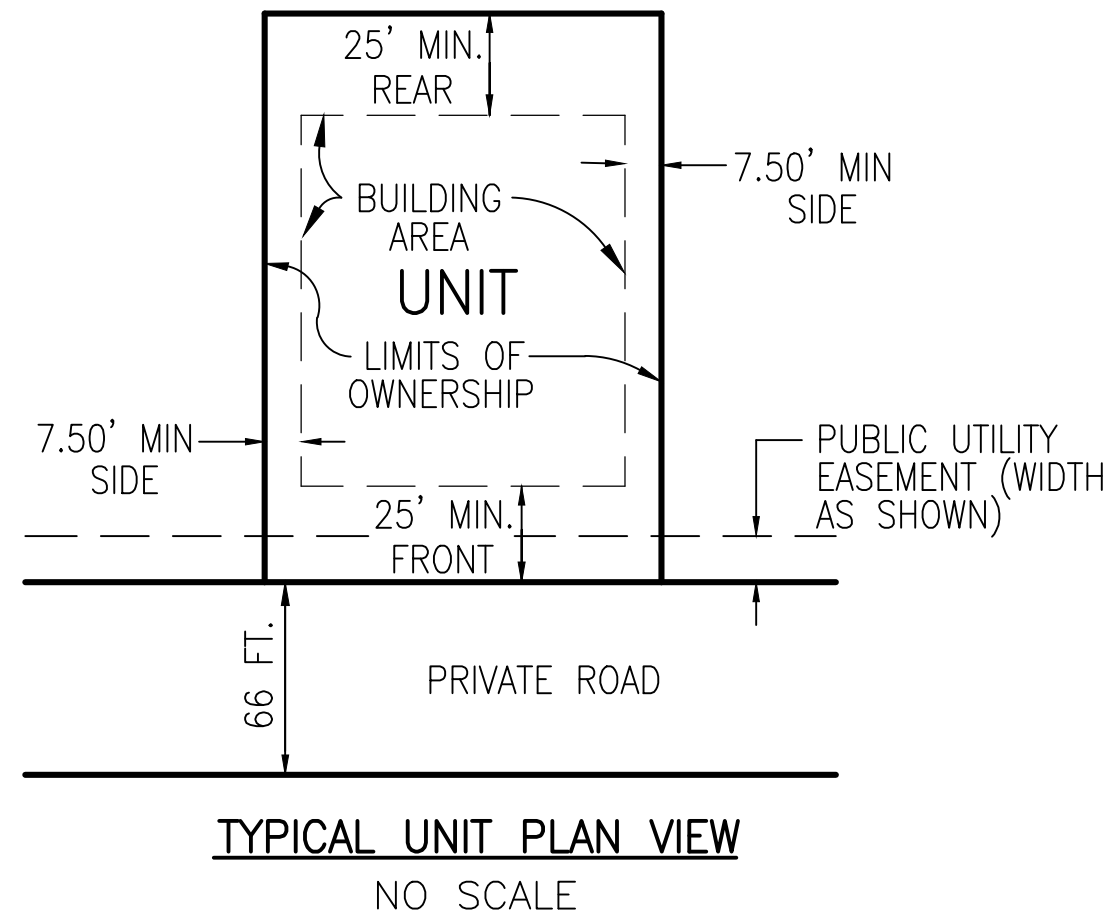 25' MIN.
REAR
7.50' MIN
SIDE
BUILDING
AREA
UNIT
LIMITS OF
OWNERSHIP
7.50' MIN
SIDE
PUBLIC UTILITY
EASEMENT (WIDTH
AS SHOWN)
25' MIN.
FRONT
66 FT.
PRIVATE ROAD
TYPICAL UNIT PLAN VIEW
NO SCALE